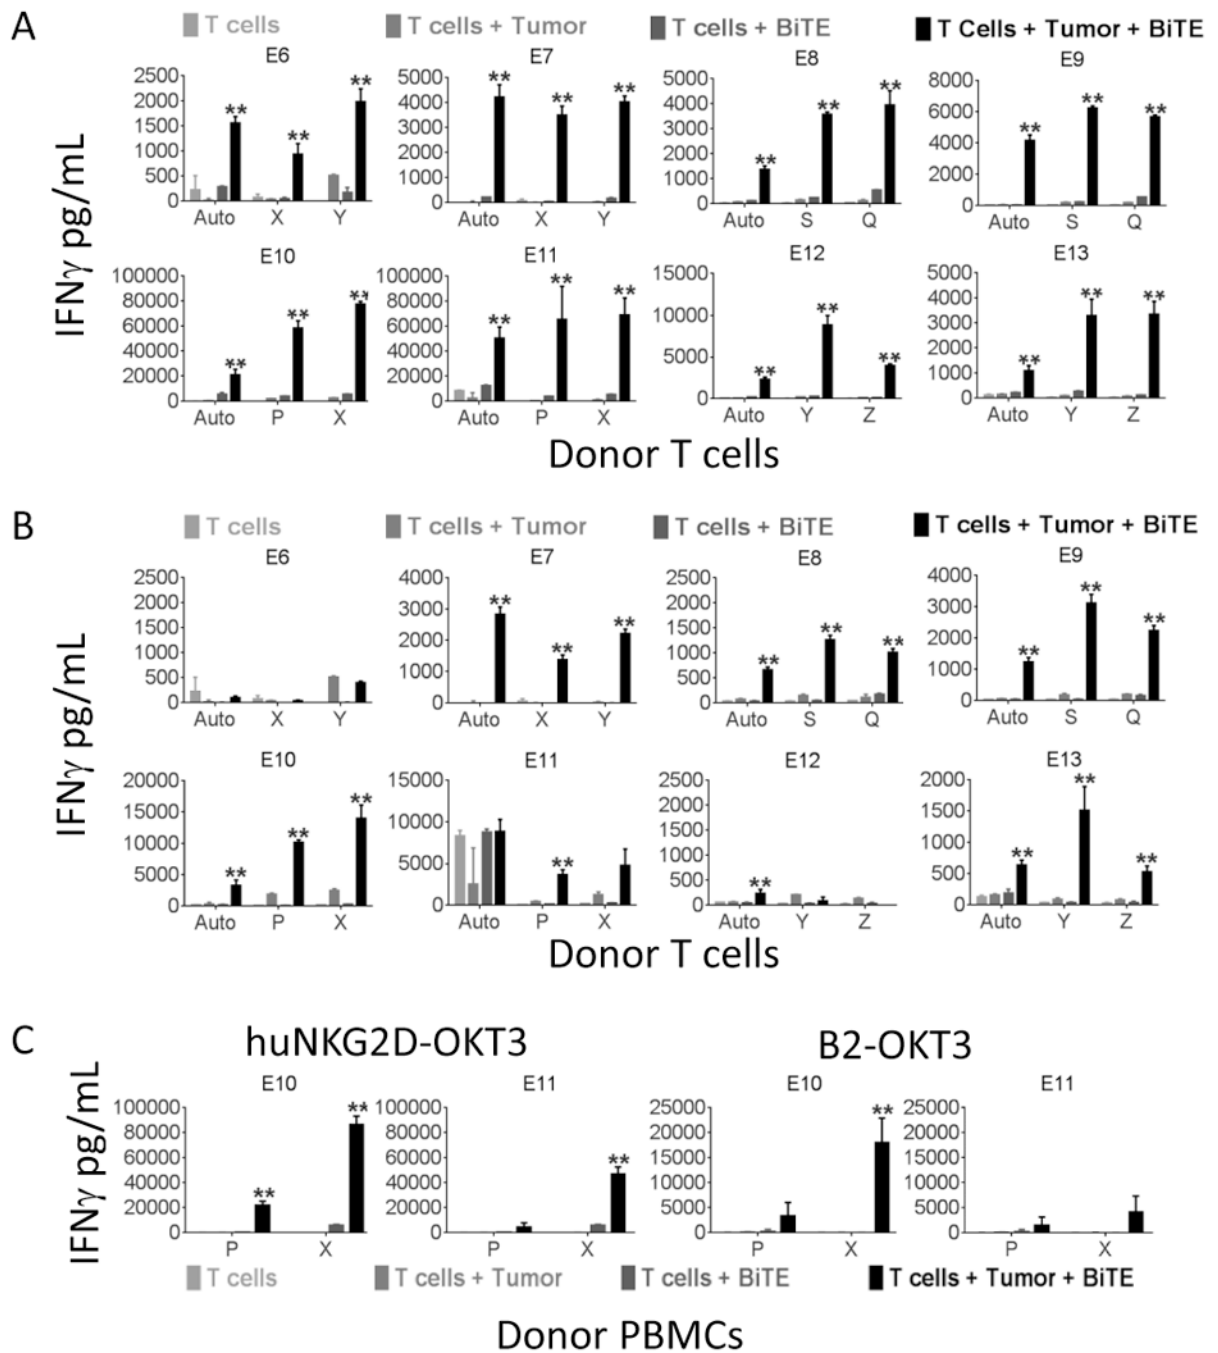 A
T cells T cells + Tumor T cells + BiTE T Cells + Tumor + BiTE
E6 E7 E8 E9
IFNγ pg/mL
2500 5000 5000 8000
2000 4000 4000 6000
1500 3000 3000 4000
1000 2000 2000 2000
500 1000 1000 0
0 0 0
** ** ** ** ** ** ** ** ** ** ** **
Auto X Y Auto X Y Auto S Q Auto S Q
E10 E11 E12 E13
100000 100000 15000 5000
80000 80000 10000 4000
60000 60000 5000 3000
40000 40000 0 2000
20000 20000 1000
0 0 0
** ** ** ** ** ** ** ** ** ** ** **
Auto P X Auto P X Auto Y Z Auto Y Z
Donor T cells
B
T cells T cells + Tumor T cells + BiTE T cells + Tumor + BiTE
E6 E7 E8 E9
IFNγ pg/mL
2500 4000 2500 4000
2000 3000 2000 3000
1500 2000 1500 2000
1000 1000 1000 1000
500 0 500 0
0 0
** ** ** ** ** ** ** ** **
Auto X Y Auto X Y Auto S Q Auto S Q
E10 E11 E12 E13
20000 15000 2500 2000
15000 10000 2000 1500
10000 5000 1500 1000
5000 0 1000 500
0 500 0
0
** ** ** ** ** ** ** **
Auto P X Auto P X Auto Y Z Auto Y Z
Donor T cells
C
huNKG2D-OKT3 B2-OKT3
E10 E11 E10 E11
IFNγ pg/mL
100000 100000 25000 25000
80000 80000 20000 20000
60000 60000 15000 15000
40000 40000 10000 10000
20000 20000 5000 5000
0 0 0 0
** ** ** **
P X P X P X P X
T cells T cells + Tumor T cells + BiTE T cells + Tumor + BiTE
Donor PBMCs